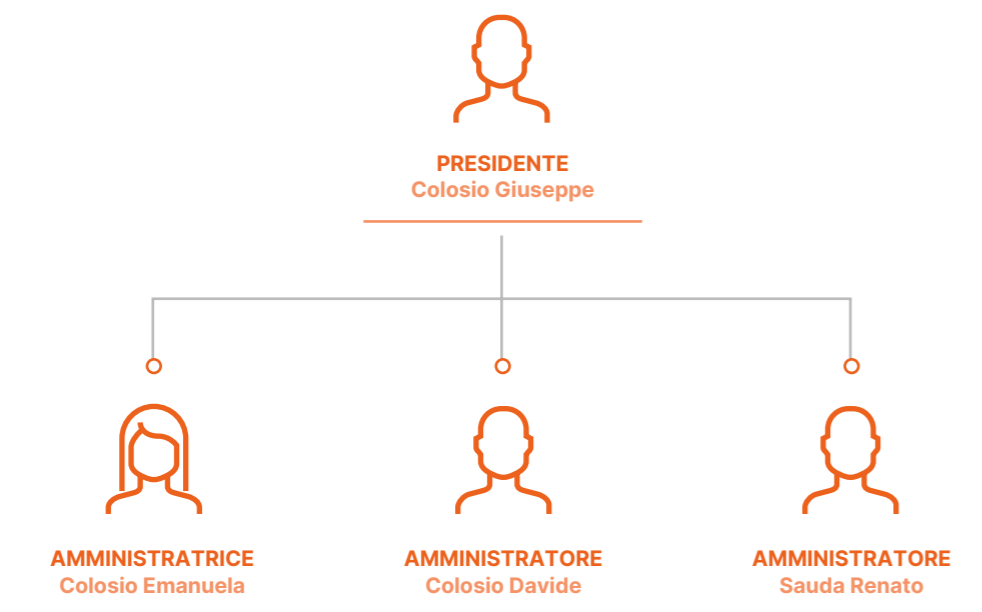 PRESIDENTE
Colosio Giuseppe
AMMINISTRATRICE
Colosio Emanuela
AMMINISTRATORE
Colosio Davide
AMMINISTRATORE
Sauda Renato